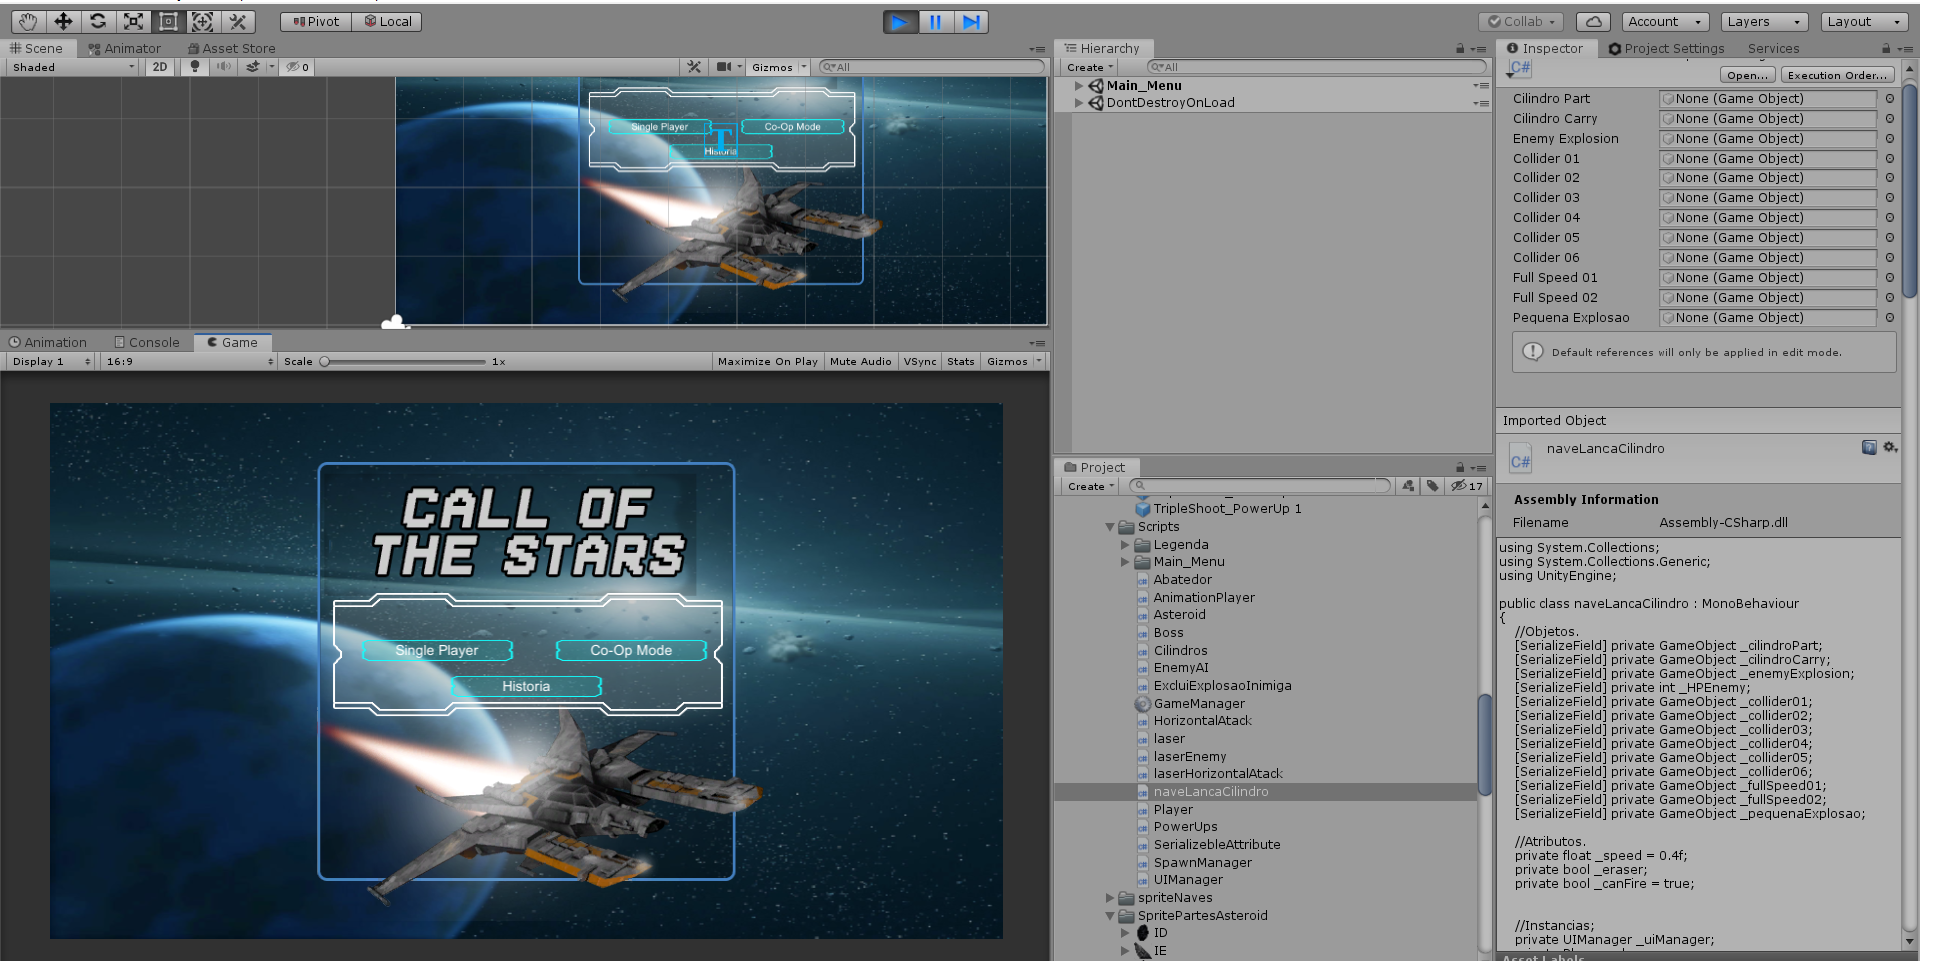 Pivot Local Collab Account Layers Layout
Scene Animator Asset Store
Shaded 2D 0 Gizmos All
Single Player Co-Op Mode
Historia
Animation Console Game
Display 1 16:9 Scale 1x Maximize On Play Mute Audio VSync Stats Gizmos
CALL OF
THE STARS
Single Player Co-Op Mode
Historia
Hierarchy
Create All
Main_Menu
DontDestroyOnLoad
Project
Create 17
TripleShoot_PowerUp 1
Scripts
Legenda
Main_Menu
Abatedor
AnimationPlayer
Asteroid
Boss
Cilindros
EnemyAI
ExcluiExplosaoInimiga
GameManager
HorizontalAtack
laser
laserEnemy
laserHorizontalAtack
naveLancaCilindro
Player
PowerUps
SerializebleAttribute
SpawnManager
UIManager
spriteNaves
SpritePartesAsteroid
ID
IE
Inspector Project Settings Services
C#
Open... Execution Order...
Cilindro Part None (Game Object)
Cilindro Carry None (Game Object)
Enemy Explosion None (Game Object)
Collider 01 None (Game Object)
Collider 02 None (Game Object)
Collider 03 None (Game Object)
Collider 04 None (Game Object)
Collider 05 None (Game Object)
Collider 06 None (Game Object)
Full Speed 01 None (Game Object)
Full Speed 02 None (Game Object)
Pequena Explosao None (Game Object)
Default references will only be applied in edit mode.
Imported Object
C# naveLancaCilindro
Assembly Information
Filename Assembly-CSharp.dll
using System.Collections;
using System.Collections.Generic;
using UnityEngine;
public class naveLancaCilindro : MonoBehaviour
{
//Objetos.
[SerializeField] private GameObject _cilindroPart;
[SerializeField] private GameObject _cilindroCarry;
[SerializeField] private GameObject _enemyExplosion;
[SerializeField] private int _HPEnemy;
[SerializeField] private GameObject _collider01;
[SerializeField] private GameObject _collider02;
[SerializeField] private GameObject _collider03;
[SerializeField] private GameObject _collider04;
[SerializeField] private GameObject _collider05;
[SerializeField] private GameObject _collider06;
[SerializeField] private GameObject _fullSpeed01;
[SerializeField] private GameObject _fullSpeed02;
[SerializeField] private GameObject _pequenaExplosao;
//Atributos.
private float _speed = 0.4f;
private bool _eraser;
private bool _canFire = true;
//Instancias;
private UIManager _uiManager;
Asset Labels